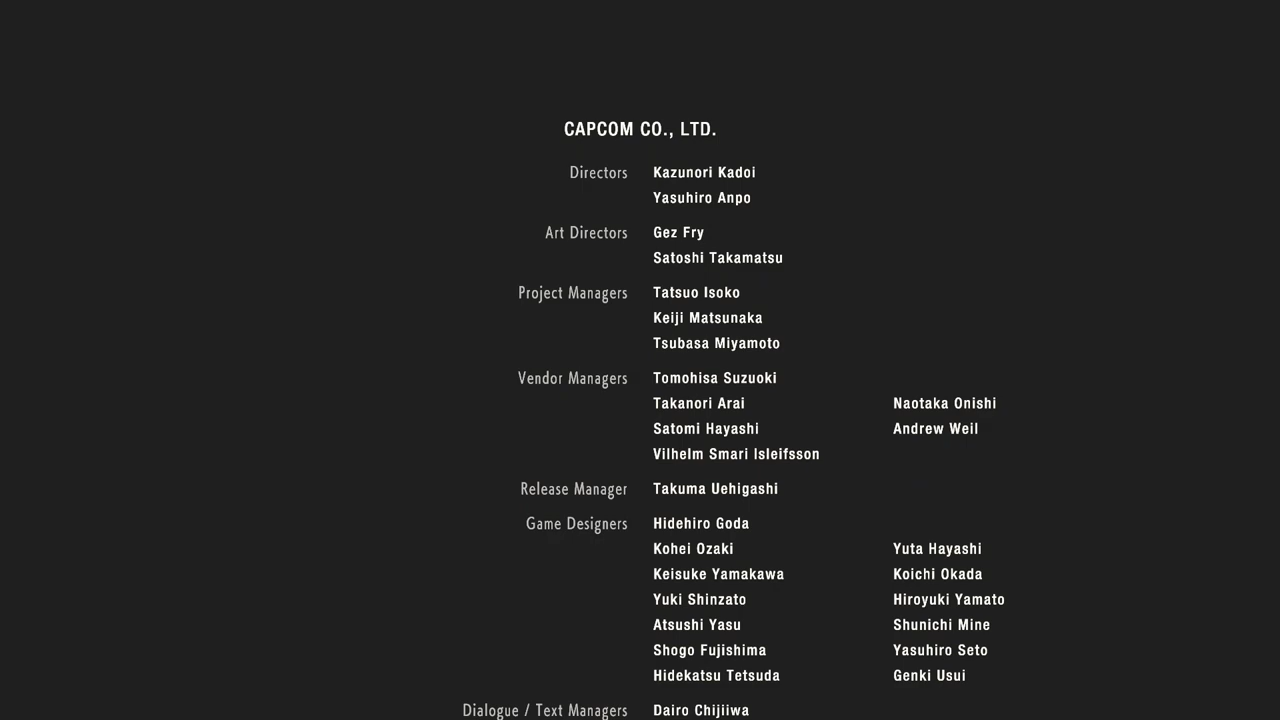 CAPCOM CO., LTD.
Directors Kazunori Kadoi
Yasuhiro Anpo
Art Directors Gez Fry
Satoshi Takamatsu
Project Managers Tatsuo Isoko
Keiji Matsunaka
Tsubasa Miyamoto
Vendor Managers Tomohisa Suzuoki
Takanori Arai Naotaka Onishi
Satomi Hayashi Andrew Weil
Vilhelm Smari Isleifsson
Release Manager Takuma Uehigashi
Game Designers Hidehiro Goda
Kohei Ozaki Yuta Hayashi
Keisuke Yamakawa Koichi Okada
Yuki Shinzato Hiroyuki Yamato
Atsushi Yasu Shunichi Mine
Shogo Fujishima Yasuhiro Seto
Hidekatsu Tetsuda Genki Usui
Dialogue / Text Managers Dairo Chijiiwa